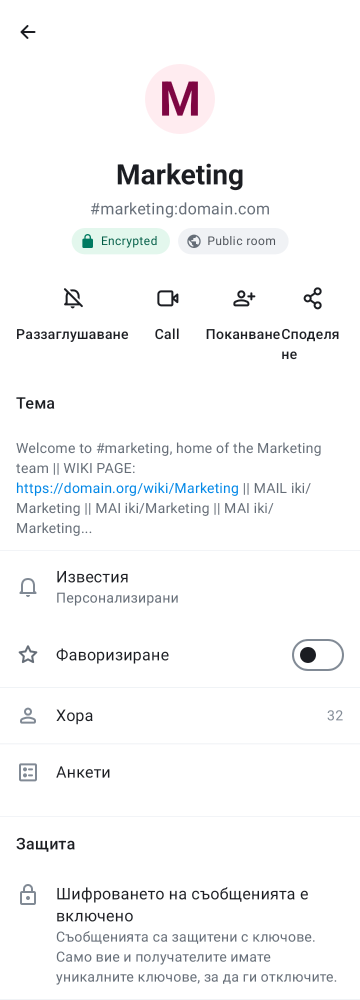 M
Marketing
#marketing:domain.com
Encrypted Public room
Раззаглушаване Call Поканване Споделяне
Тема
Welcome to #marketing, home of the Marketing
team || WIKI PAGE:
https://domain.org/wiki/Marketing || MAIL iki/
Marketing || MAI iki/Marketing || MAI iki/
Marketing...
Известия
Персонализирани
Фаворизиране
Хора 32
Анкети
Защита
Шифроването на съобщенията е
включено
Съобщенията са защитени с ключове.
Само вие и получателите имате
уникалните ключове, за да ги отключите.